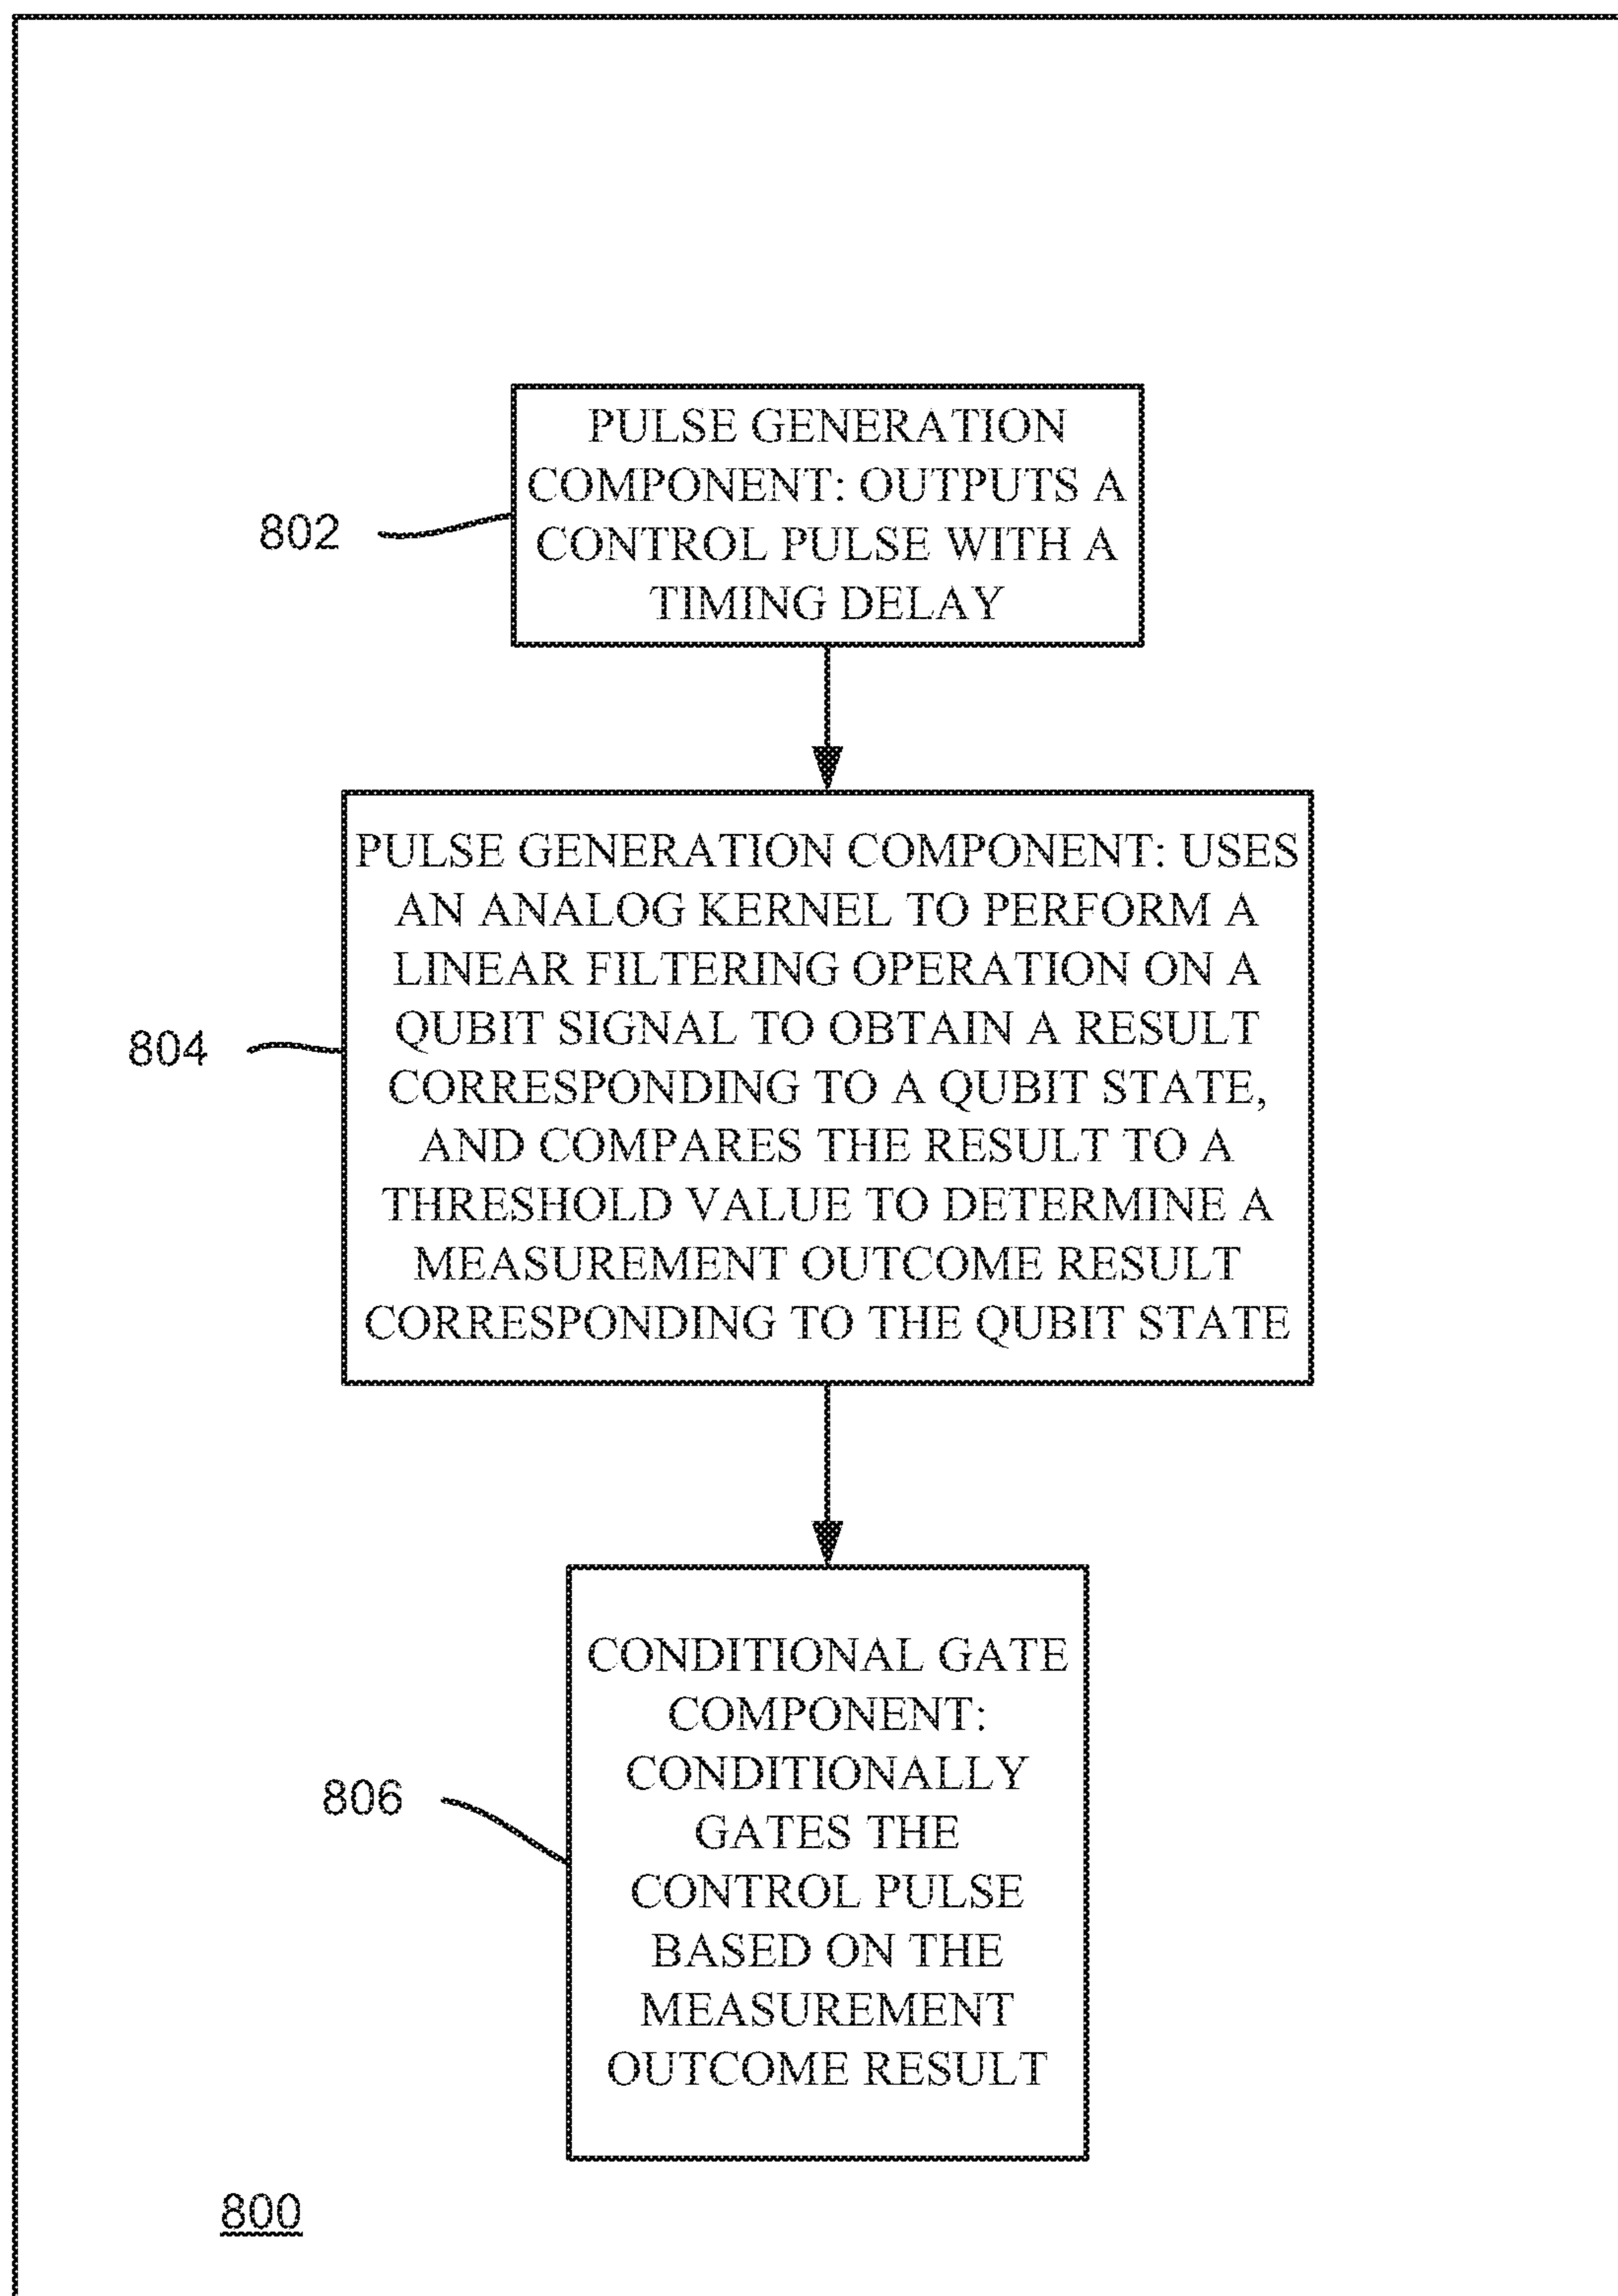 PULSE GENERATION
COMPONENT: OUTPUTS A
CONTROL PULSE WITH A
TIMING DELAY
802
PULSE GENERATION COMPONENT: USES
AN ANALOG KERNEL TO PERFORM A
LINEAR FILTERING OPERATION ON A
QUBIT SIGNAL TO OBTAIN A RESULT
CORRESPONDING TO A QUBIT STATE,
AND COMPARES THE RESULT TO A
THRESHOLD VALUE TO DETERMINE A
MEASUREMENT OUTCOME RESULT
CORRESPONDING TO THE QUBIT STATE
804
CONDITIONAL GATE
COMPONENT:
CONDITIONALLY
GATES THE
CONTROL PULSE
BASED ON THE
MEASUREMENT
OUTCOME RESULT
806
800